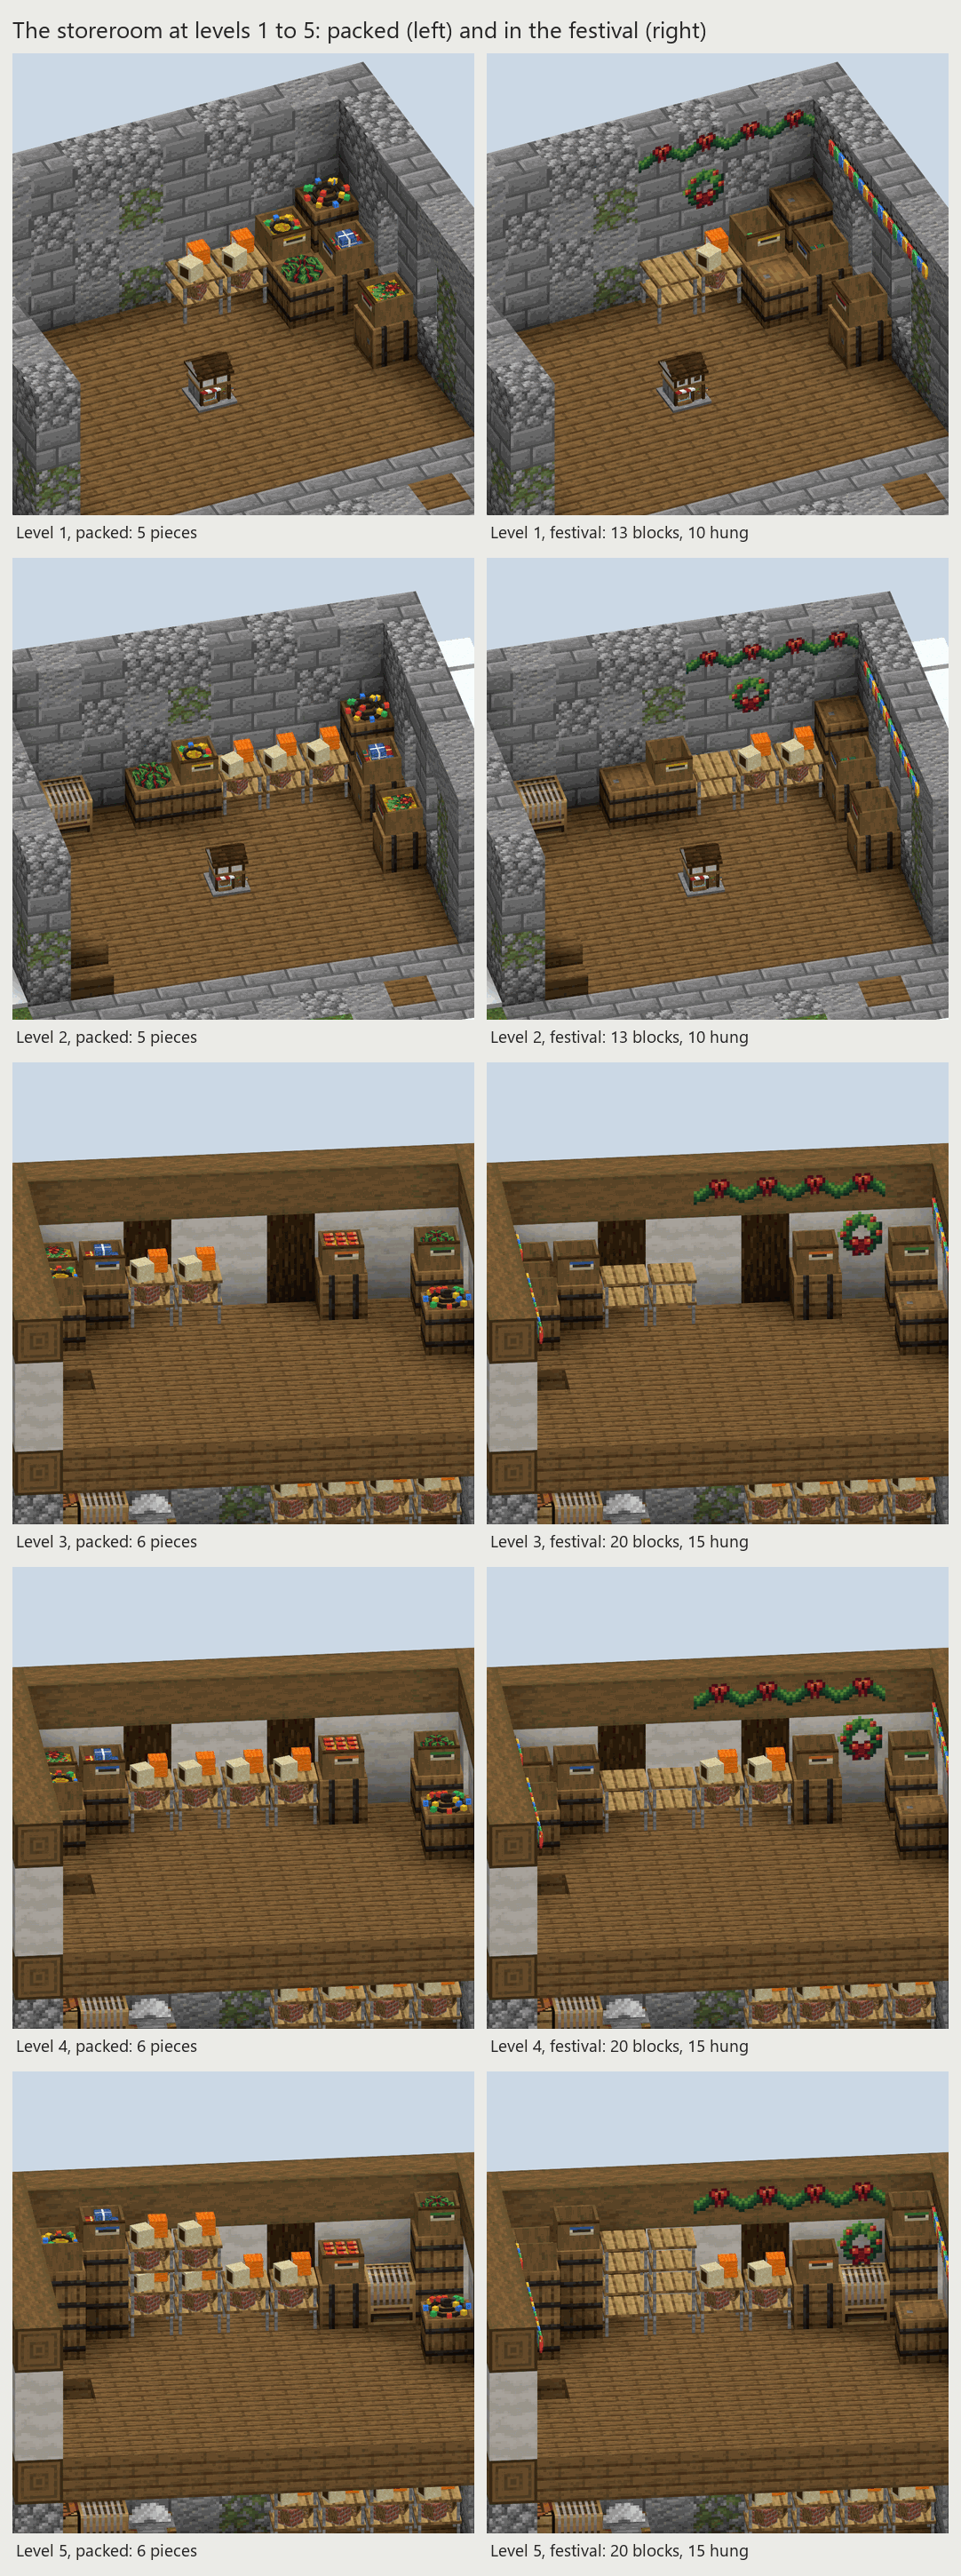 The storeroom at levels 1 to 5: packed (left) and in the festival (right)
Level 1, packed: 5 pieces
Level 1, festival: 13 blocks, 10 hung
Level 2, packed: 5 pieces
Level 2, festival: 13 blocks, 10 hung
Level 3, packed: 6 pieces
Level 3, festival: 20 blocks, 15 hung
Level 4, packed: 6 pieces
Level 4, festival: 20 blocks, 15 hung
Level 5, packed: 6 pieces
Level 5, festival: 20 blocks, 15 hung